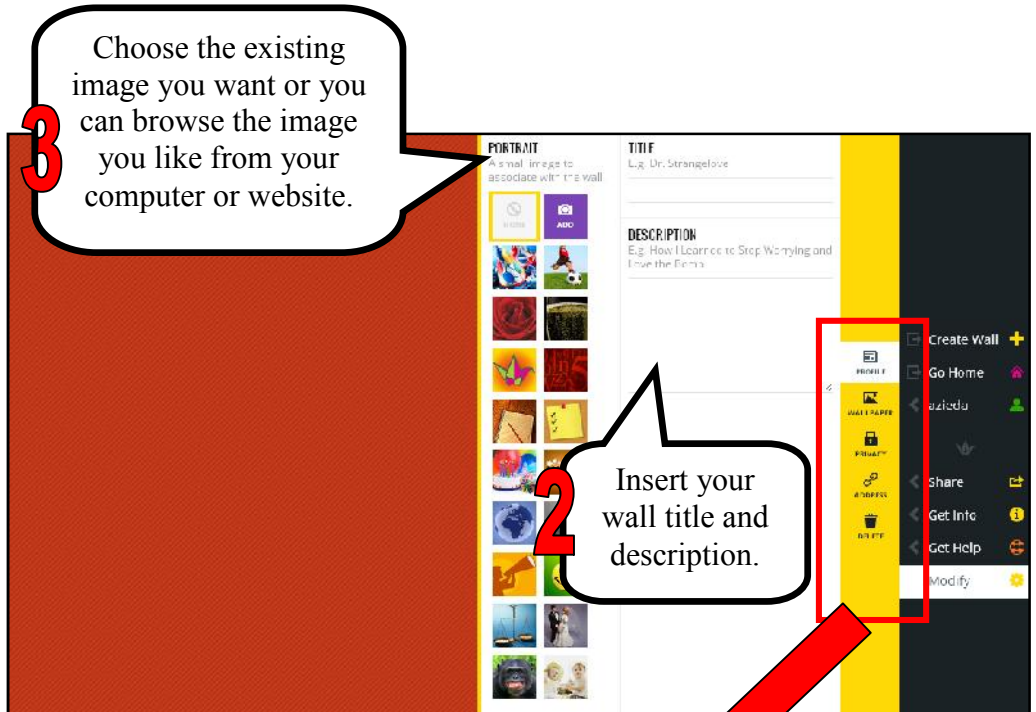 3
Choose the existing
image you want or you
can browse the image
you like from your
computer or website.
PORTRAIT
A small image to
associate with the wall
ADD
TITLE
E.g. Dr. Strangelove
DESCRIPTION
E.g. How I Learned to Stop Worrying and
Love the Bomb
2
Insert your
wall title and
description.
PROFILE
WALLPAPER
PRIVACY
ADDRESS
DELETE
Create Wall
Go Home
azieda
Share
Get Info
Get Help
Modify